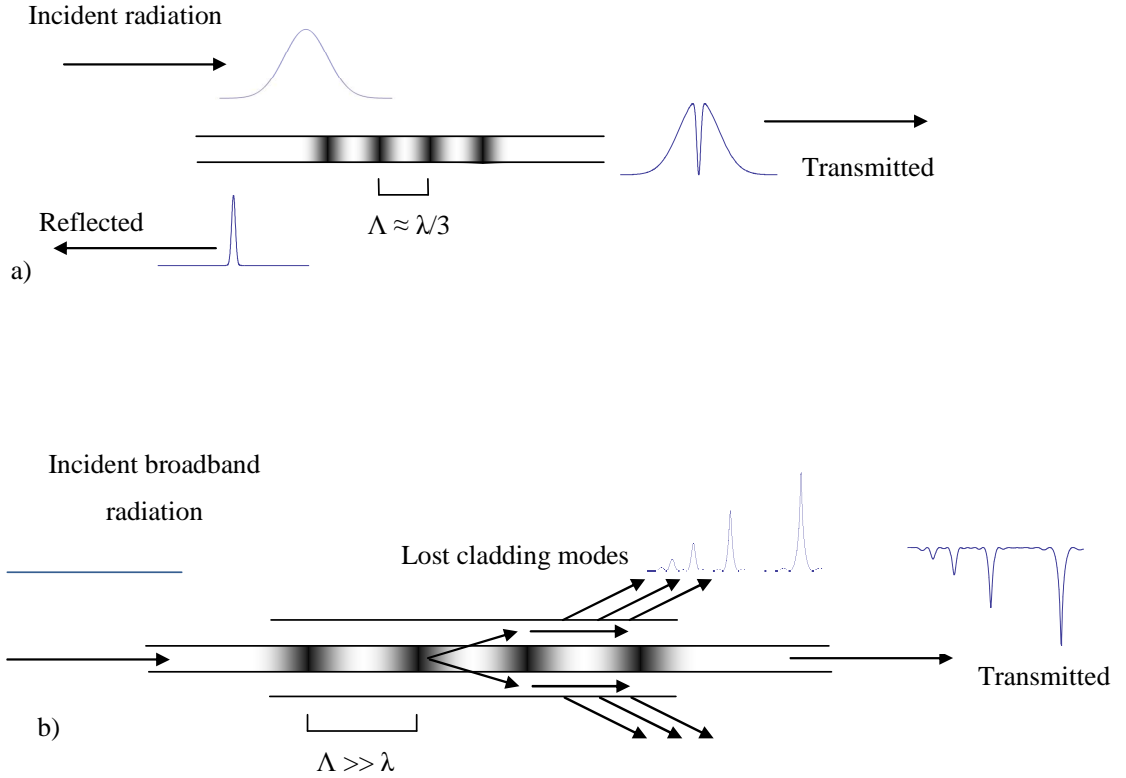 Incident radiation
Transmitted
Λ ≈ λ/3
Reflected
a)
Incident broadband
radiation
Lost cladding modes
Transmitted
b)
Λ >> λ